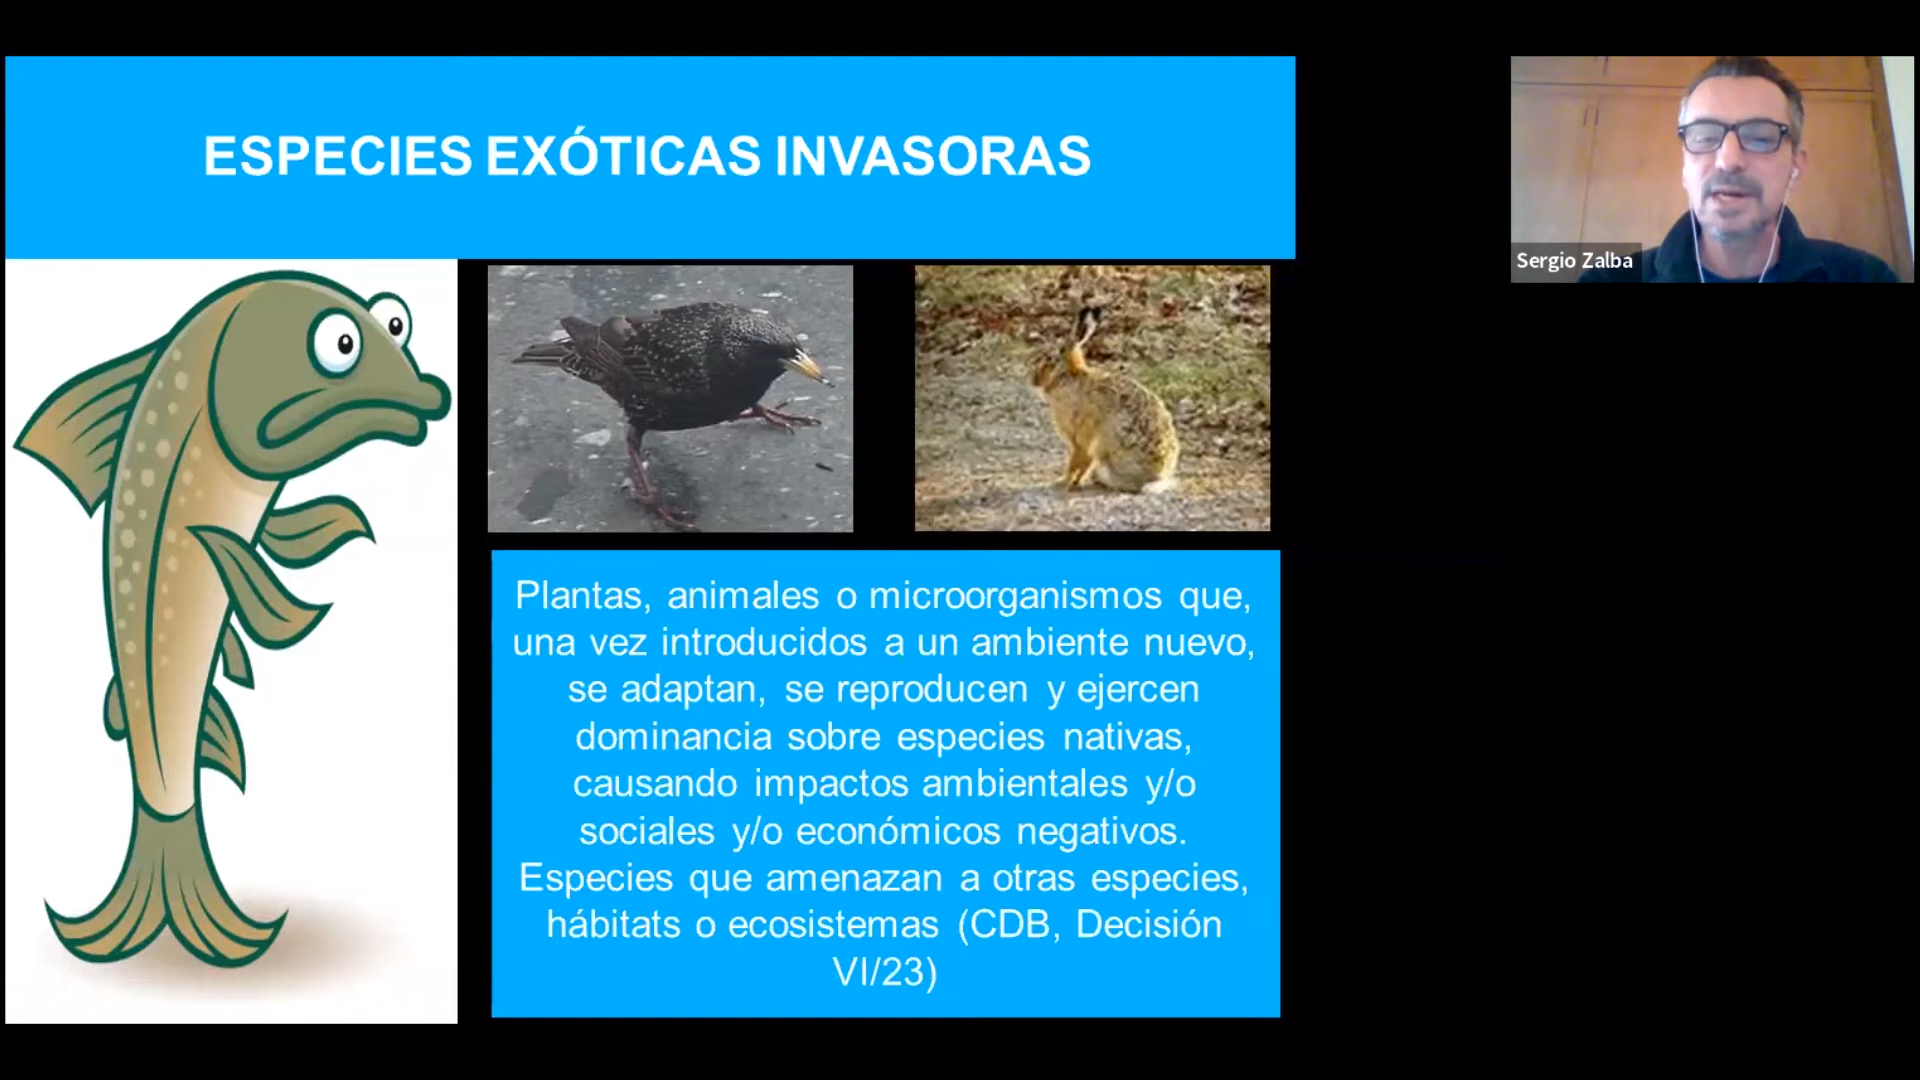 ESPECIES EXÓTICAS INVASORAS
Sergio Zalba
Plantas, animales o microorganismos que,
una vez introducidos a un ambiente nuevo,
se adaptan, se reproducen y ejercen
dominancia sobre especies nativas,
causando impactos ambientales y/o
sociales y/o económicos negativos.
Especies que amenazan a otras especies,
hábitats o ecosistemas (CDB, Decisión
VI/23)